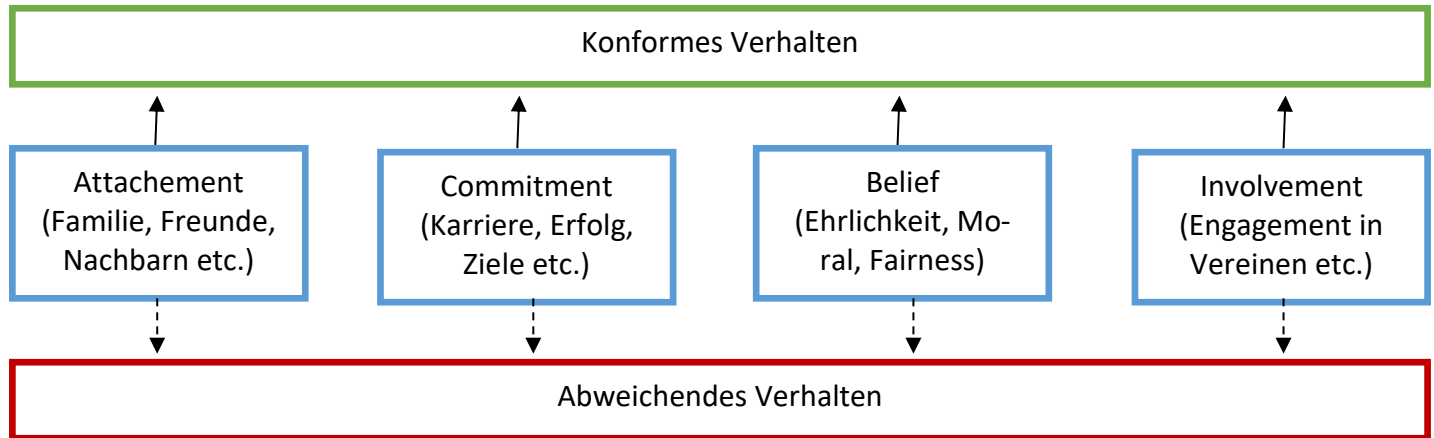 Konformes Verhalten
Attachement
(Familie, Freunde,
Nachbarn etc.)
Commitment
(Karriere, Erfolg,
Ziele etc.)
Belief
(Ehrlichkeit, Mo-
ral, Fairness)
Involvement
(Engagement in
Vereinen etc.)
Abweichendes Verhalten